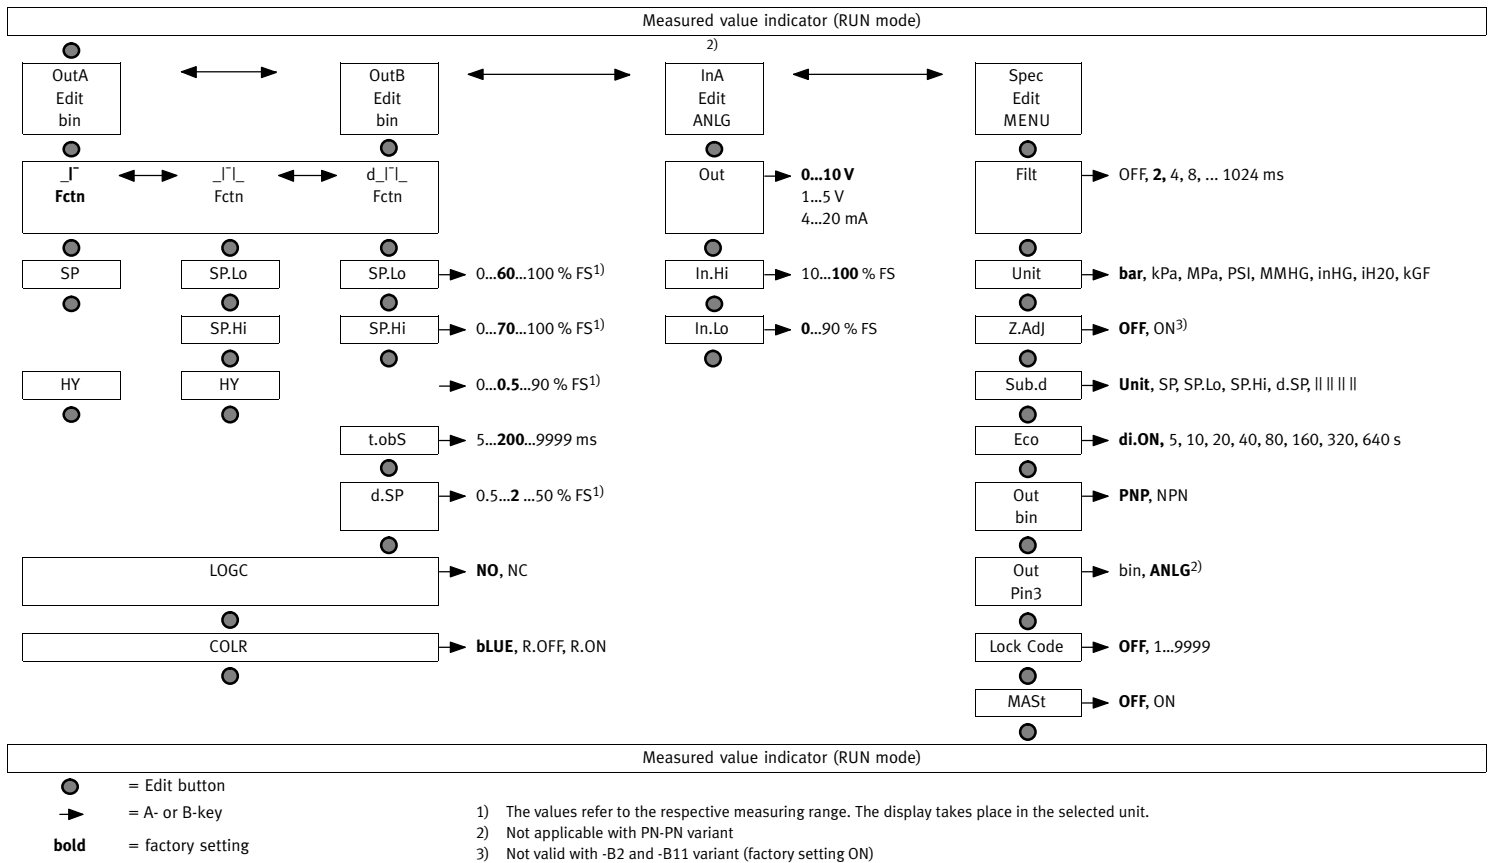 Measured value indicator (RUN mode)
2)
OutA
Edit
bin
OutB
Edit
bin
InA
Edit
ANLG
Spec
Edit
MENU
_|¯
Fctn
_|¯|_
Fctn
d_|¯|_
Fctn
Out
0...10 V
1...5 V
4...20 mA
Filt
OFF, 2, 4, 8, ... 1024 ms
SP
SP.Lo
SP.Lo
0...60...100 % FS1)
In.Hi
10...100 % FS
Unit
bar, kPa, MPa, PSI, MMHG, inHG, iH20, kGF
SP.Hi
SP.Hi
0...70...100 % FS1)
In.Lo
0...90 % FS
Z.AdJ
OFF, ON3)
HY
HY
0...0.5...90 % FS1)
Sub.d
Unit, SP, SP.Lo, SP.Hi, d.SP, || || || ||
t.obS
5...200...9999 ms
Eco
di.ON, 5, 10, 20, 40, 80, 160, 320, 640 s
d.SP
0.5...2 ...50 % FS1)
Out
bin
PNP, NPN
LOGC
NO, NC
Out
Pin3
bin, ANLG2)
COLR
bLUE, R.OFF, R.ON
Lock Code
OFF, 1...9999
MASt
OFF, ON
Measured value indicator (RUN mode)
= Edit button
= A- or B-key
bold = factory setting
1) The values refer to the respective measuring range. The display takes place in the selected unit.
2) Not applicable with PN-PN variant
3) Not valid with -B2 and -B11 variant (factory setting ON)